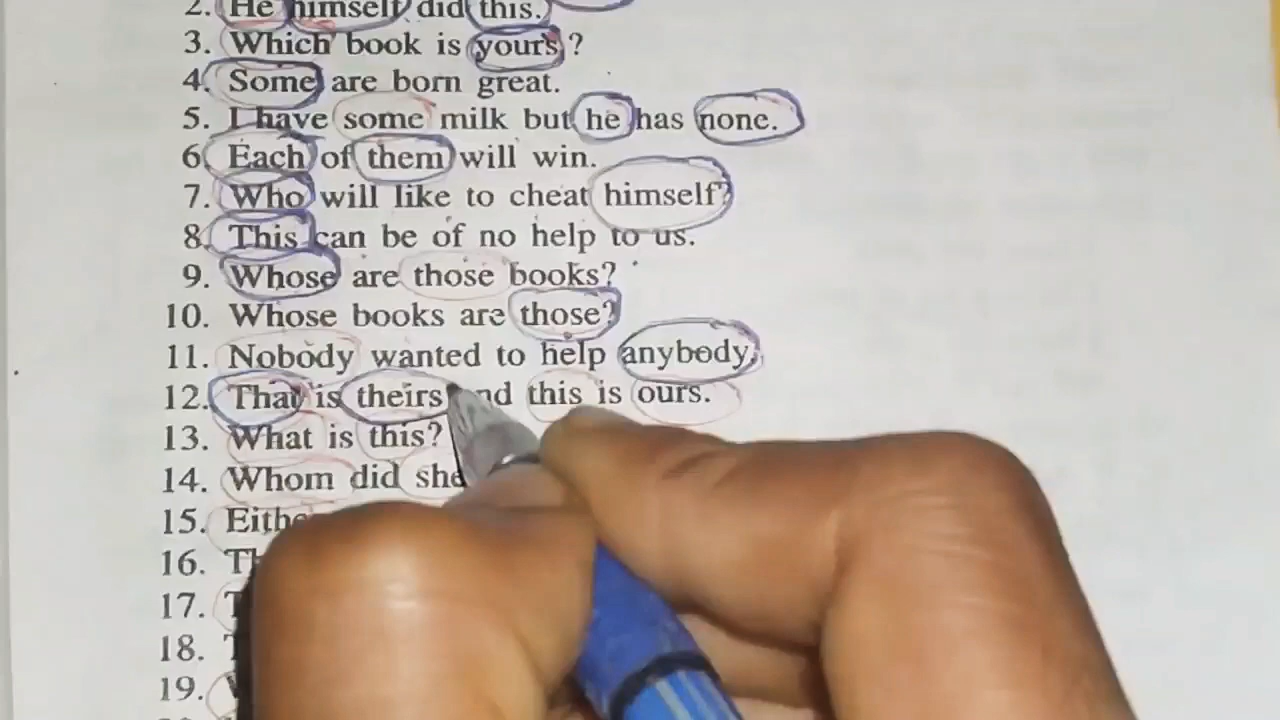 2. He himself did this.
3. Which book is yours ?
4. Some are born great.
5. I have some milk but he has none.
6. Each of them will win.
7. Who will like to cheat himself?
8. This can be of no help to us.
9. Whose are those books?
10. Whose books are those?
11. Nobody wanted to help anybody.
12. That is theirs and this is ours.
13. What is this?
14. Whom did she
15.
16.
17.
18.
19.